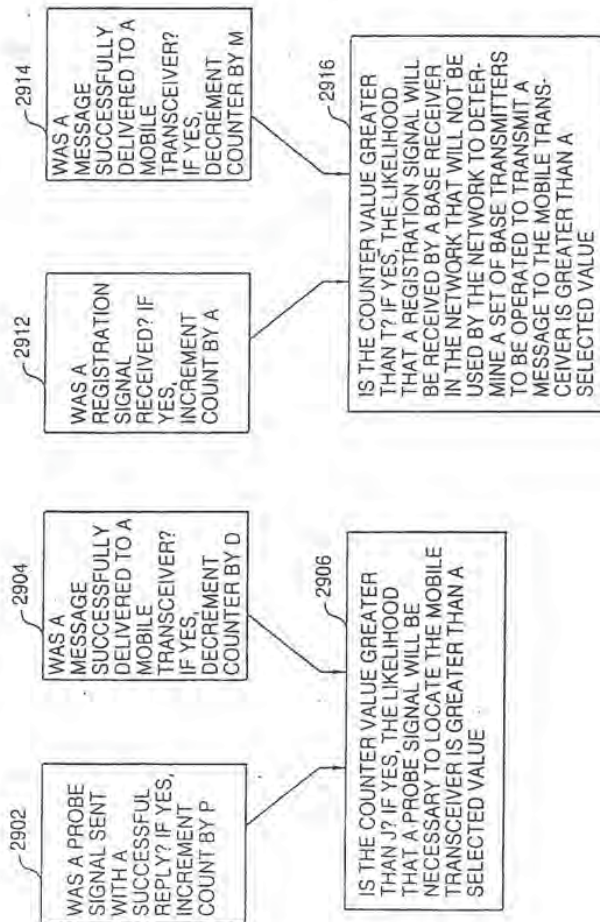 2902
WAS A PROBE
SIGNAL SENT
WITH A
SUCCESSFUL
REPLY? IF YES,
INCREMENT
COUNT BY P
2904
WAS A
MESSAGE
SUCCESSFULLY
DELIVERED TO A
MOBILE
TRANSCEIVER?
IF YES,
DECREMENT
COUNTER BY D
2906
IS THE COUNTER VALUE GREATER
THAN J? IF YES, THE LIKELIHOOD
THAT A PROBE SIGNAL WILL BE
NECESSARY TO LOCATE THE MOBILE
TRANSCEIVER IS GREATER THAN A
SELECTED VALUE
2912
WAS A
REGISTRATION
SIGNAL
RECEIVED? IF
YES,
INCREMENT
COUNT BY A
2914
WAS A
MESSAGE
SUCCESSFULLY
DELIVERED TO A
MOBILE
TRANSCEIVER?
IF YES,
DECREMENT
COUNTER BY M
2916
IS THE COUNTER VALUE GREATER
THAN T? IF YES, THE LIKELIHOOD
THAT A REGISTRATION SIGNAL WILL
BE RECEIVED BY A BASE RECEIVER
IN THE NETWORK THAT WILL NOT BE
USED BY THE NETWORK TO DETER-
MINE A SET OF BASE TRANSMITTERS
TO BE OPERATED TO TRANSMIT A
MESSAGE TO THE MOBILE TRANS-
CEIVER IS GREATER THAN A
SELECTED VALUE